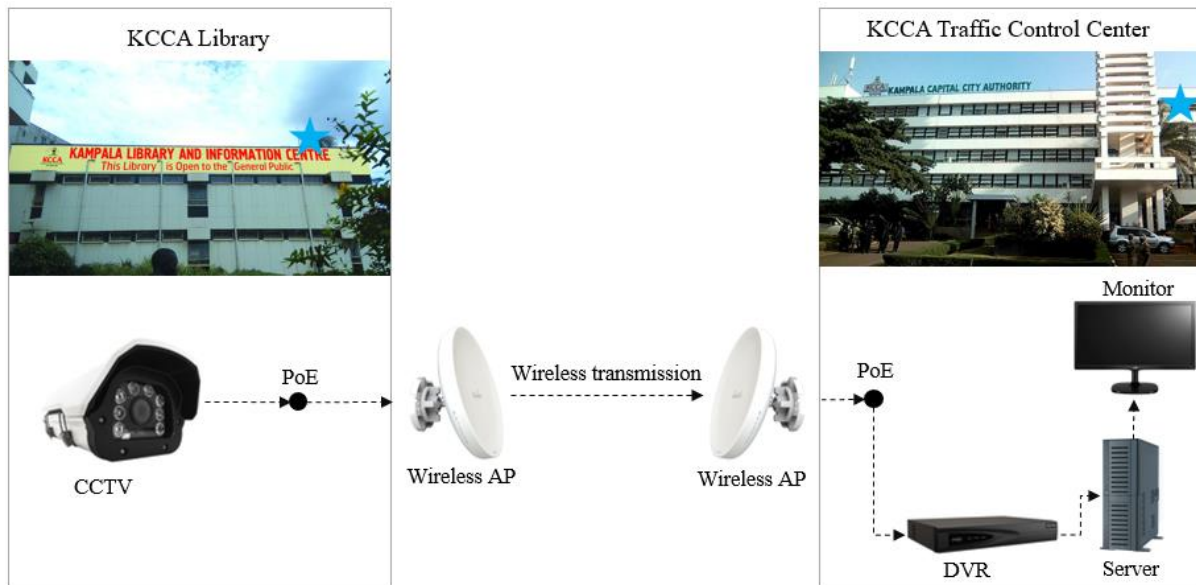 KCCA Library
KCCA Traffic Control Center
KCCA
KAMPALA LIBRARY AND INFORMATION CENTRE
"This Library" is Open to the "General Public"
KAMPALA CAPITAL CITY AUTHORITY
Monitor
PoE
Wireless transmission
PoE
CCTV
Wireless AP
Wireless AP
DVR
Server